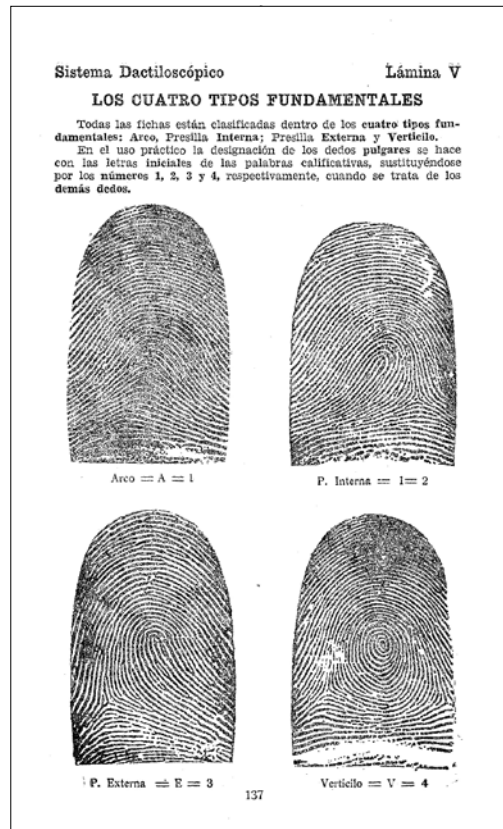 Sistema Dactiloscópico Lámina V
LOS CUATRO TIPOS FUNDAMENTALES
Todas las fichas están clasificadas dentro de los cuatro tipos fun-
damentales: Arco, Presilla Interna; Presilla Externa y Verticilo.
En el uso práctico la designación de los dedos pulgares se hace
con las letras iniciales de las palabras calificativas, sustituyéndose
por los números 1, 2, 3 y 4, respectivamente, cuando se trata de los
demás dedos.
Arco = A = 1
P. Interna = I = 2
P. Externa = E = 3
Verticilo = V = 4
137